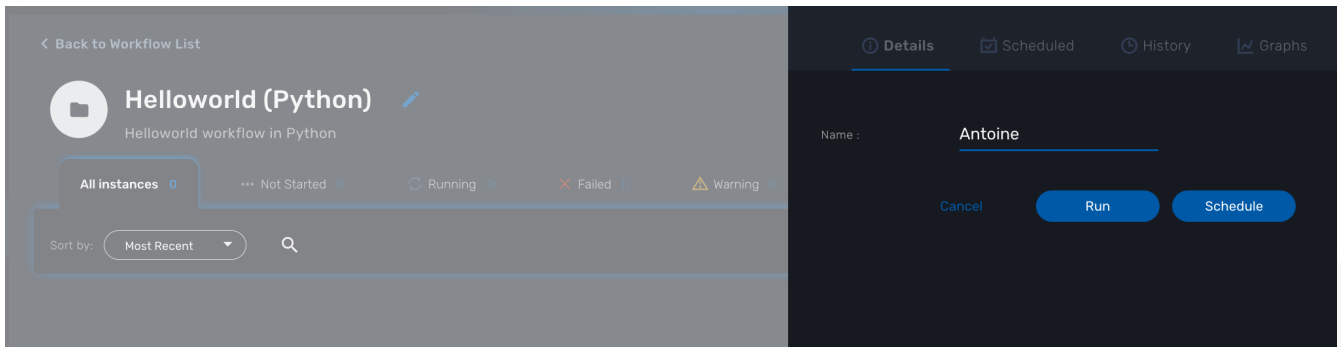 Back to Workflow List
Helloworld (Python)
Helloworld workflow in Python
All instances 0 Not Started 0 Running 0 Failed 0 Warning 0
Sort by: Most Recent
Details Scheduled History Graphs
Name : Antoine
Cancel Run Schedule